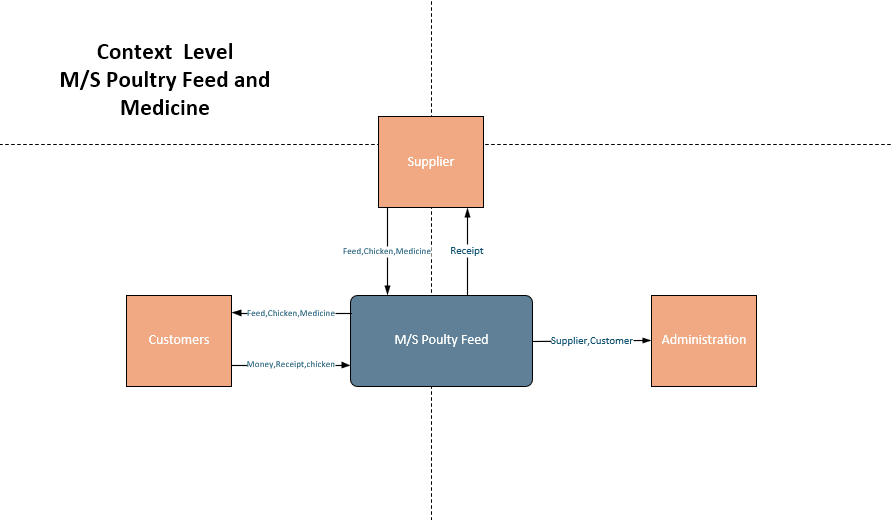 Context Level
M/S Poultry Feed and
Medicine
Supplier
Feed,Chicken,Medicine
Receipt
Feed,Chicken,Medicine
Customers
M/S Poulty Feed
Supplier,Customer
Administration
Money,Receipt,chicken